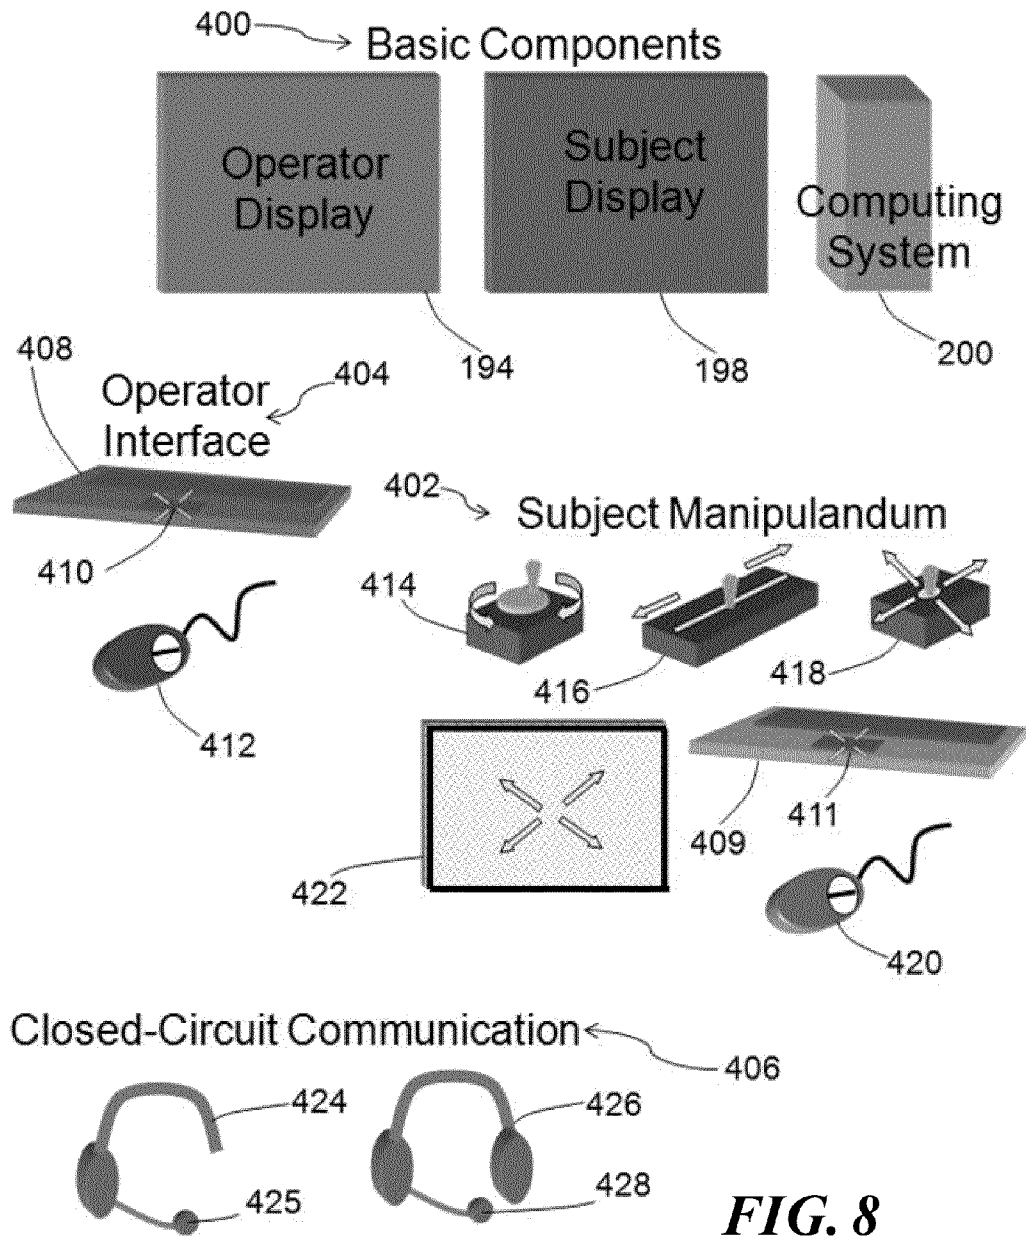 400
Basic Components
Operator
Display
Subject
Display
Computing
System
194
198
200
408
Operator
Interface
404
402
Subject Manipulandum
410
414
416
418
412
411
409
422
420
Closed-Circuit Communication
406
424
426
425
428
FIG. 8